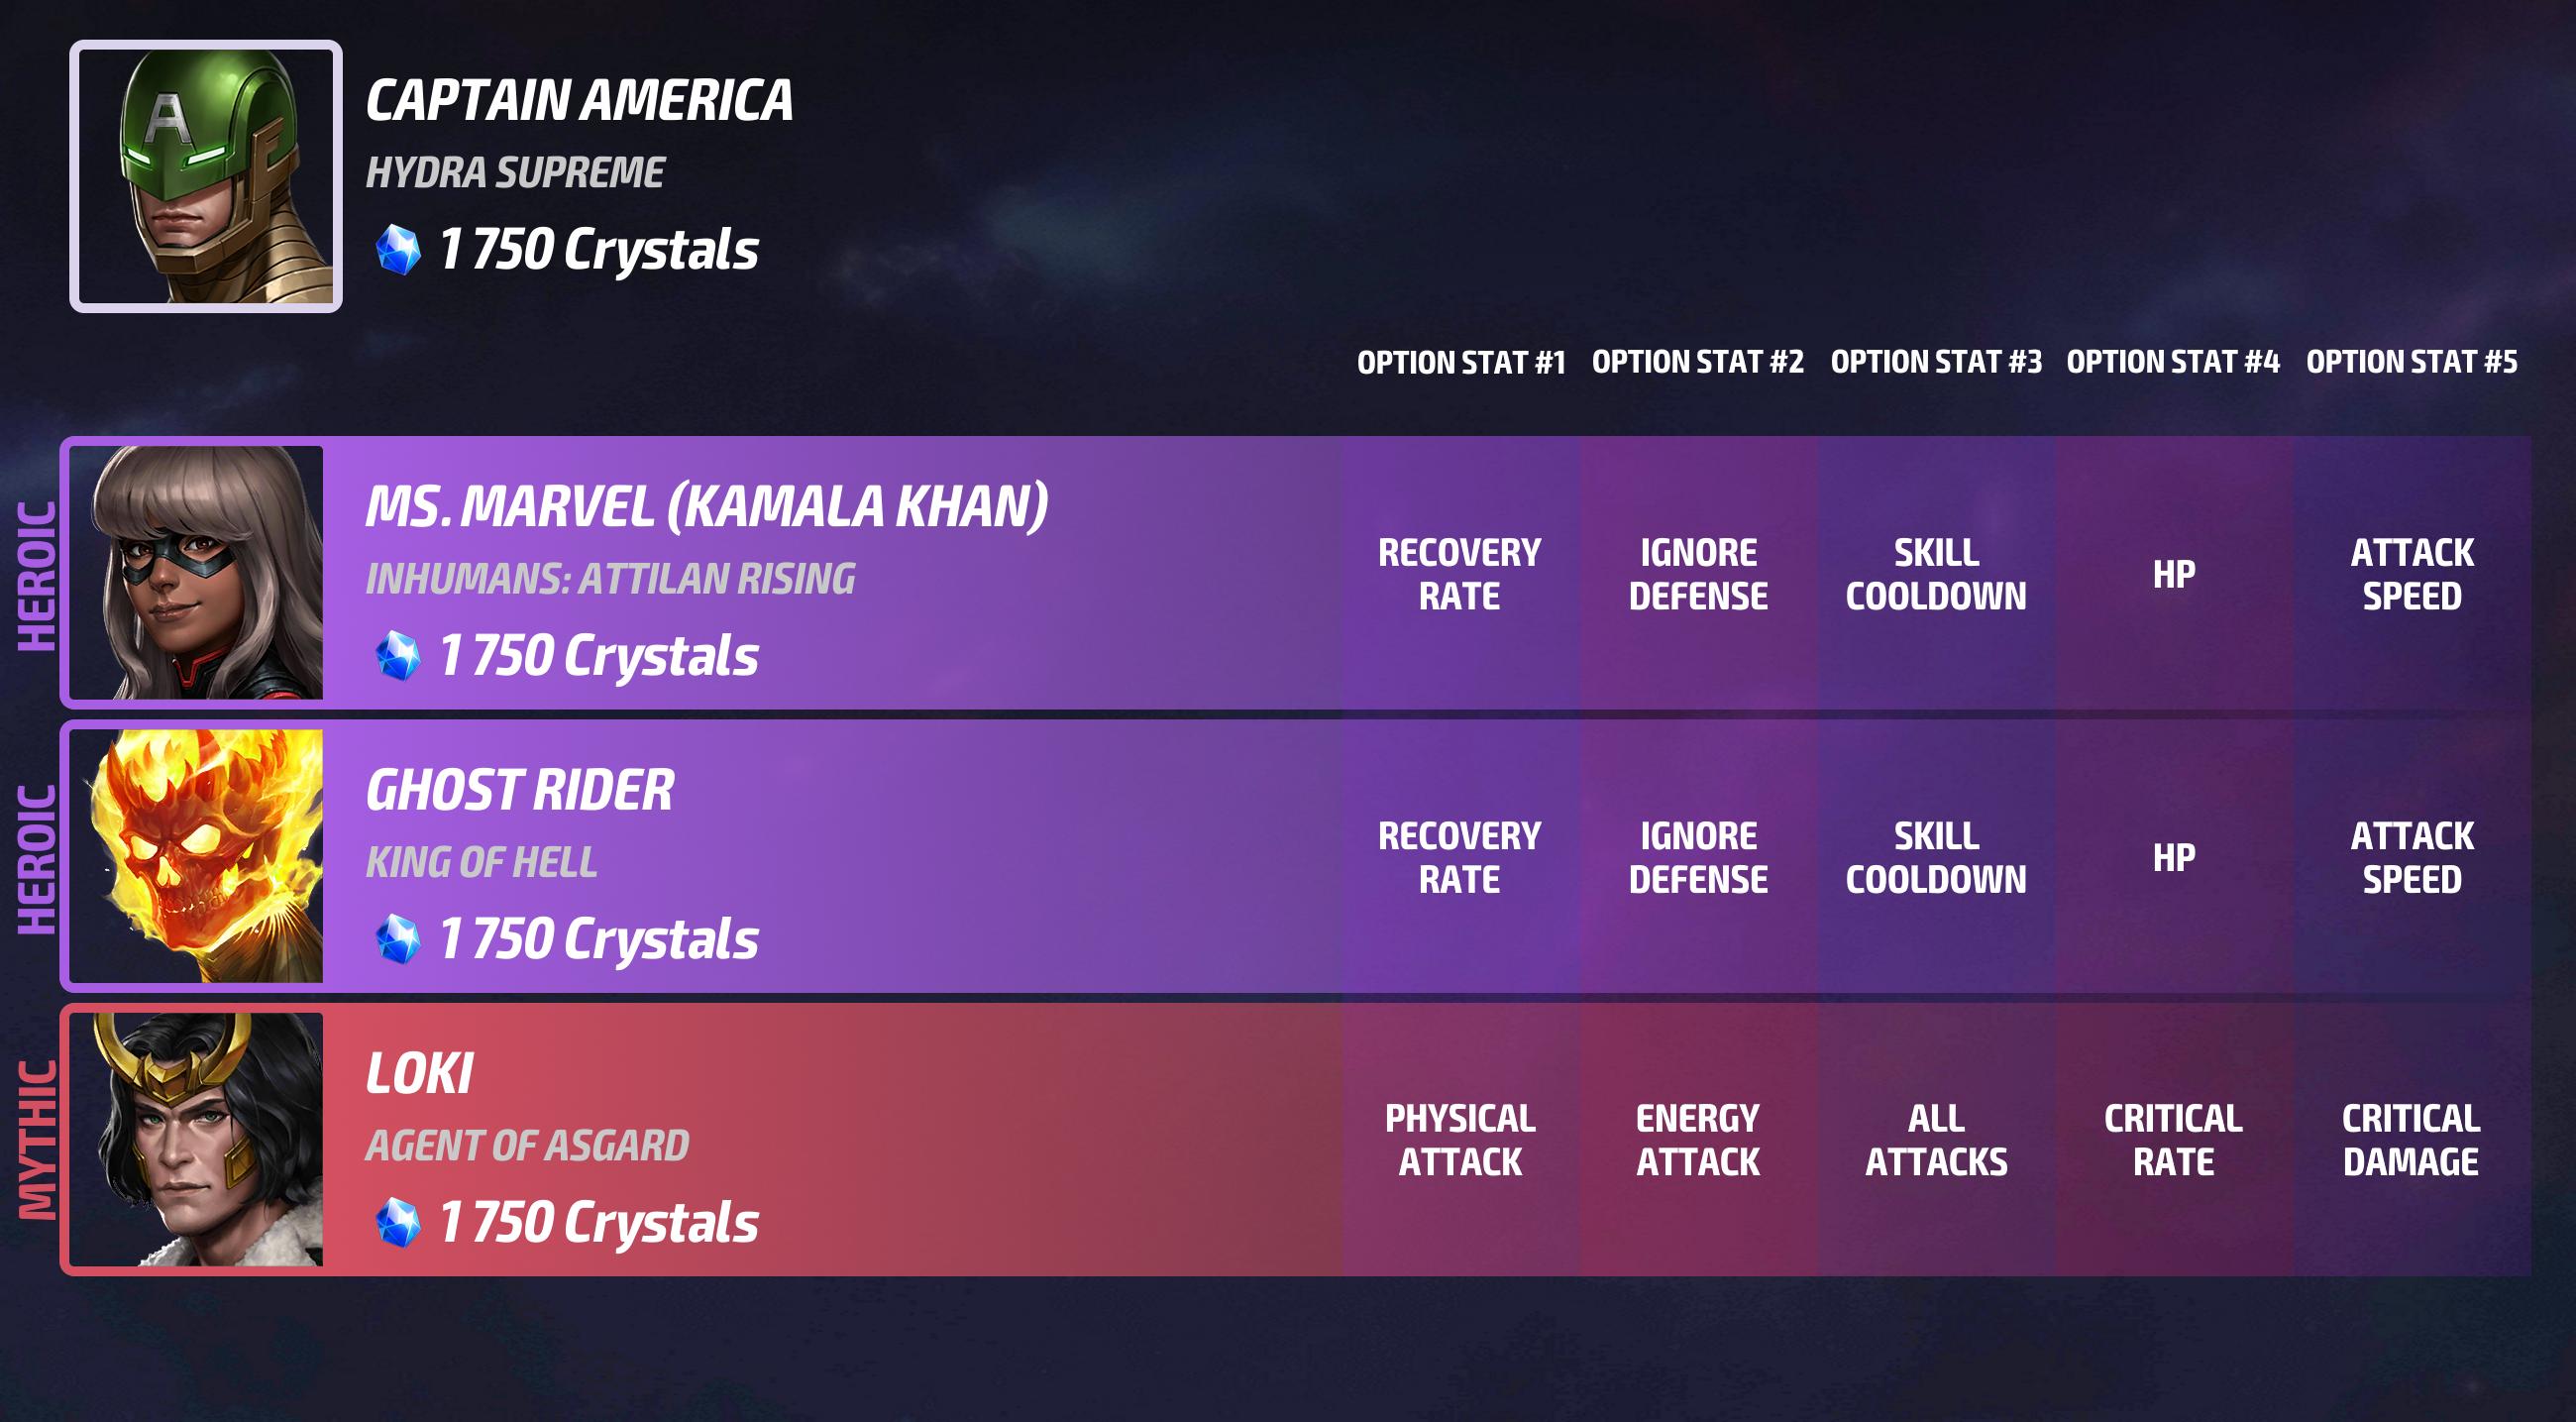 CAPTAIN AMERICA
HYDRA SUPREME
1 750 Crystals
OPTION STAT #1 OPTION STAT #2 OPTION STAT #3 OPTION STAT #4 OPTION STAT #5
HEROIC
MS. MARVEL (KAMALA KHAN)
INHUMANS: ATTILAN RISING
1 750 Crystals
RECOVERY
RATE
IGNORE
DEFENSE
SKILL
COOLDOWN
HP
ATTACK
SPEED
HEROIC
GHOST RIDER
KING OF HELL
1 750 Crystals
RECOVERY
RATE
IGNORE
DEFENSE
SKILL
COOLDOWN
HP
ATTACK
SPEED
MYTHIC
LOKI
AGENT OF ASGARD
1 750 Crystals
PHYSICAL
ATTACK
ENERGY
ATTACK
ALL
ATTACKS
CRITICAL
RATE
CRITICAL
DAMAGE
A